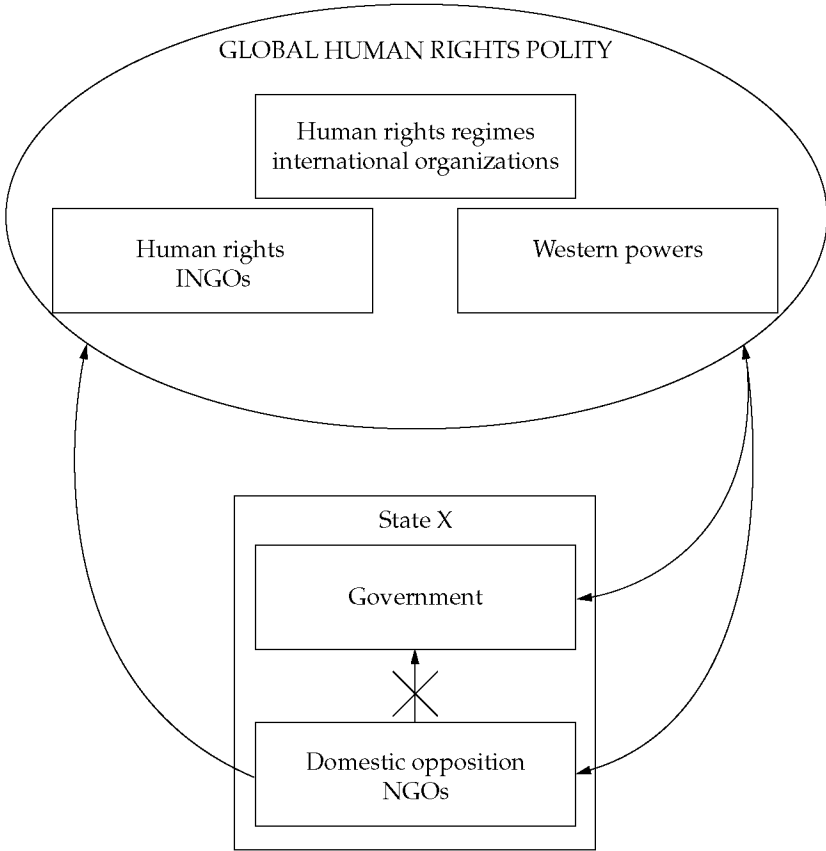 GLOBAL HUMAN RIGHTS POLITY
Human rights regimes
international organizations
Human rights
INGOs
Western powers
State X
Government
Domestic opposition
NGOs